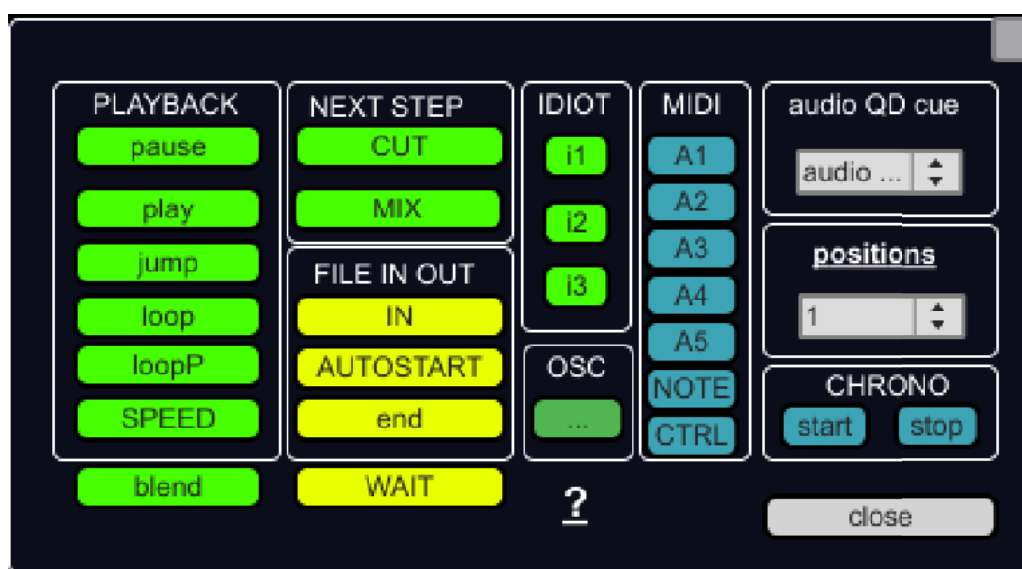 PLAYBACK
pause
play
jump
loop
loopP
SPEED
blend
NEXT STEP
CUT
MIX
FILE IN OUT
IN
AUTOSTART
end
WAIT
IDIOT
i1
i2
i3
OSC
...
?
MIDI
A1
A2
A3
A4
A5
NOTE
CTRL
audio QD cue
audio ...
positions
1
CHRONO
start stop
close